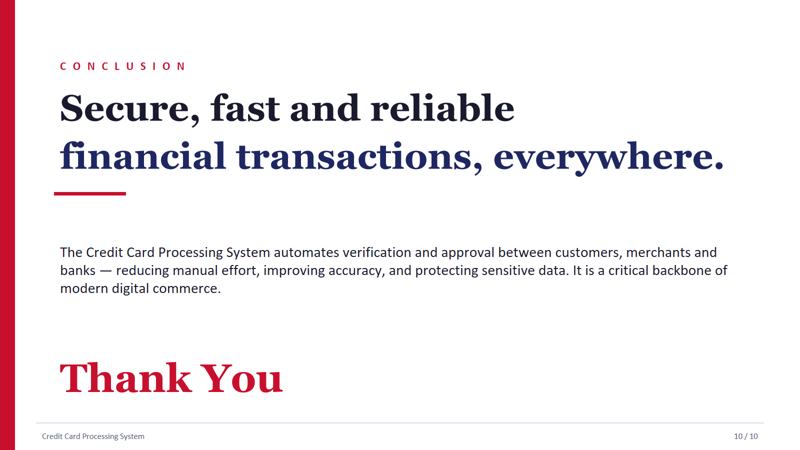 CONCLUSION
Secure, fast and reliable
financial transactions, everywhere.
The Credit Card Processing System automates verification and approval between customers, merchants and
banks — reducing manual effort, improving accuracy, and protecting sensitive data. It is a critical backbone of
modern digital commerce.
Thank You
Credit Card Processing System
10 / 10